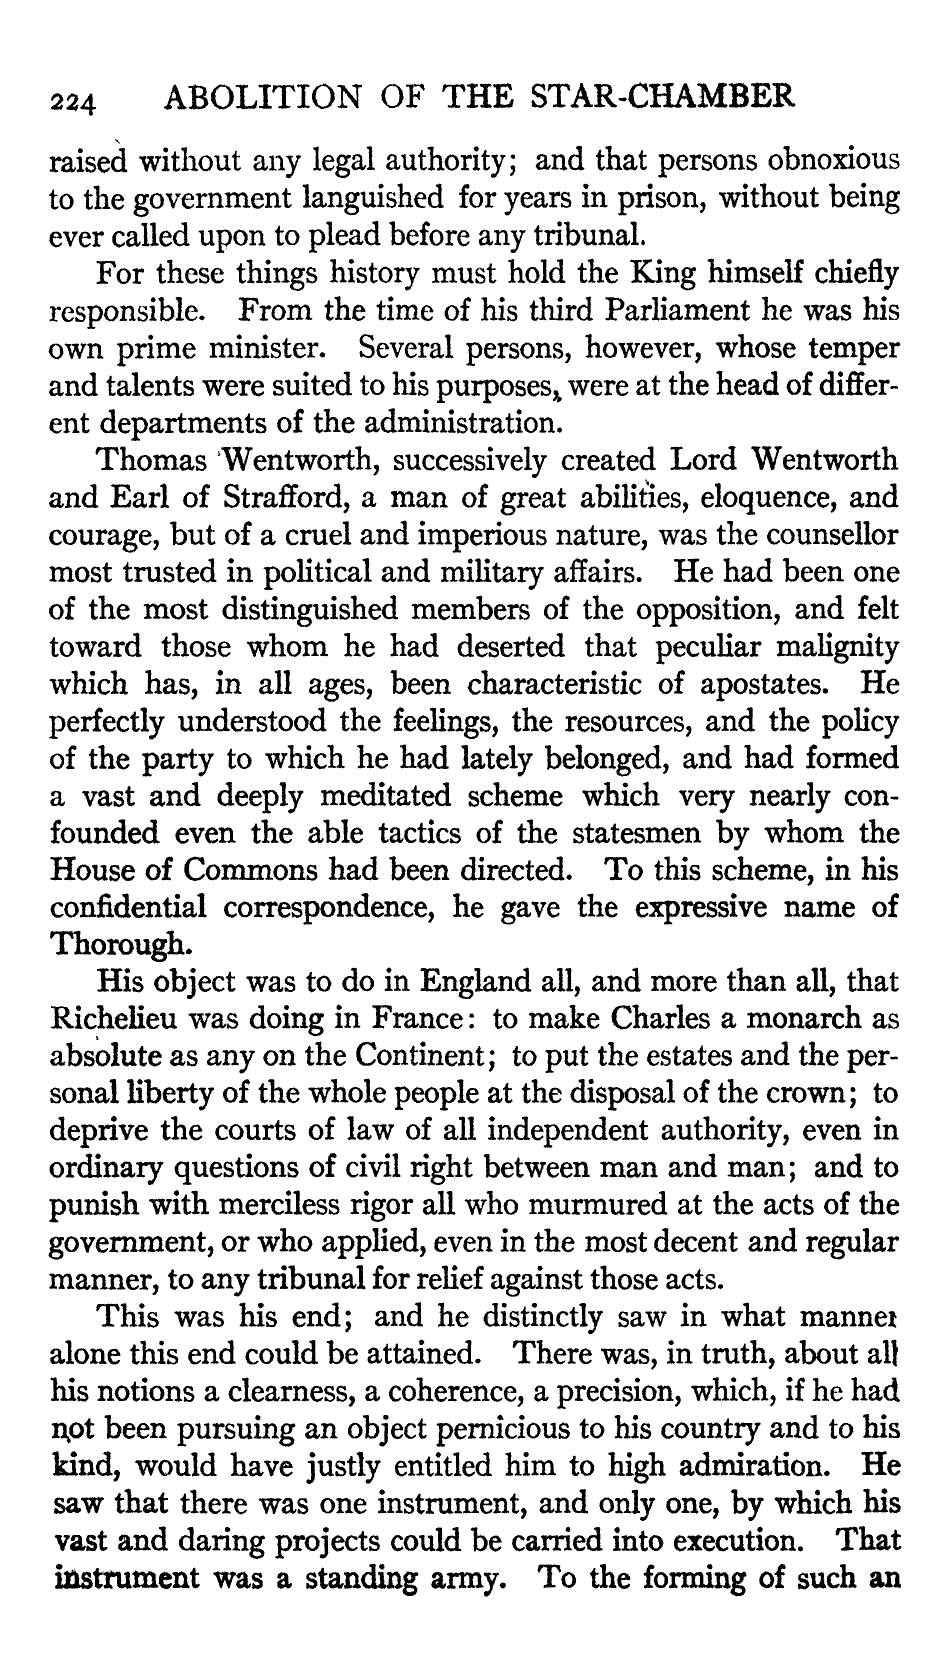 224 ABOLITION OF THE STAR-CHAMBER
raised without any legal authority; and that persons obnoxious
to the government languished for years in prison, without being
ever called upon to plead before any tribunal.
For these things history must hold the King himself chiefly
responsible. From the time of his third Parliament he was his
own prime minister. Several persons, however, whose temper
and talents were suited to his purposes, were at the head of differ-
ent departments of the administration.
Thomas Wentworth, successively created Lord Wentworth
and Earl of Strafford, a man of great abilities, eloquence, and
courage, but of a cruel and imperious nature, was the counsellor
most trusted in political and military affairs. He had been one
of the most distinguished members of the opposition, and felt
toward those whom he had deserted that peculiar malignity
which has, in all ages, been characteristic of apostates. He
perfectly understood the feelings, the resources, and the policy
of the party to which he had lately belonged, and had formed
a vast and deeply meditated scheme which very nearly con-
founded even the able tactics of the statesmen by whom the
House of Commons had been directed. To this scheme, in his
confidential correspondence, he gave the expressive name of
Thorough.
His object was to do in England all, and more than all, that
Richelieu was doing in France: to make Charles a monarch as
absolute as any on the Continent; to put the estates and the per-
sonal liberty of the whole people at the disposal of the crown; to
deprive the courts of law of all independent authority, even in
ordinary questions of civil right between man and man; and to
punish with merciless rigor all who murmured at the acts of the
government, or who applied, even in the most decent and regular
manner, to any tribunal for relief against those acts.
This was his end; and he distinctly saw in what manner
alone this end could be attained. There was, in truth, about all
his notions a clearness, a coherence, a precision, which, if he had
not been pursuing an object pernicious to his country and to his
kind, would have justly entitled him to high admiration. He
saw that there was one instrument, and only one, by which his
vast and daring projects could be carried into execution. That
instrument was a standing army. To the forming of such an